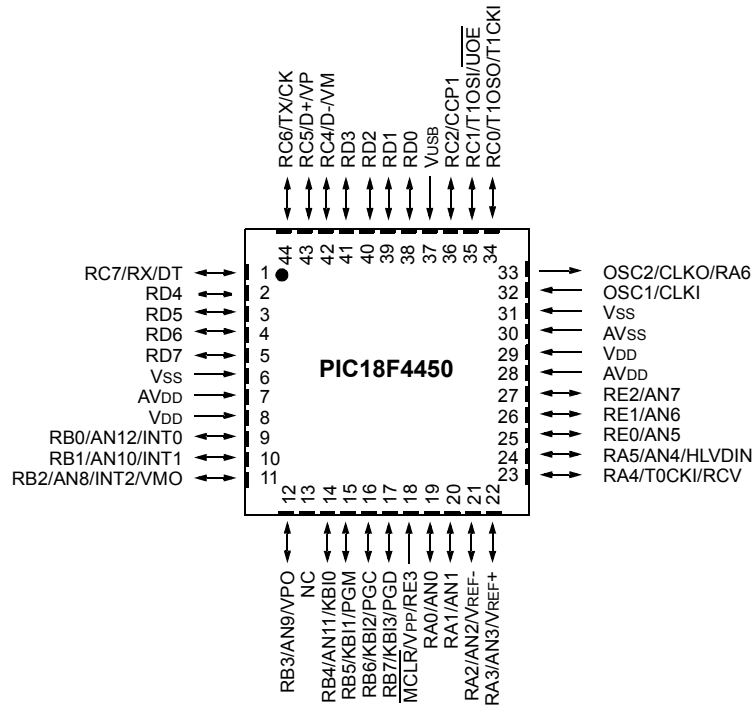 RC6/TX/CK
RC5/D+/VP
RC4/D-/VM
RD3
RD2
RD1
RD0
VUSB
RC2/CCP1
RC1/T1OSI/UOE
RC0/T1OSO/T1CKI
44
43
42
41
40
39
38
37
36
35
34
RC7/RX/DT
RD4
RD5
RD6
RD7
VSS
AVDD
VDD
RB0/AN12/INT0
RB1/AN10/INT1
RB2/AN8/INT2/VMO
1
2
3
4
5
6
7
8
9
10
11
PIC18F4450
33
32
31
30
29
28
27
26
25
24
23
OSC2/CLKO/RA6
OSC1/CLKI
VSS
AVSS
VDD
AVDD
RE2/AN7
RE1/AN6
RE0/AN5
RA5/AN4/HLVDIN
RA4/T0CKI/RCV
12
13
14
15
16
17
18
19
20
21
22
RB3/AN9/VPO
NC
RB4/AN11/KBI0
RB5/KBI1/PGM
RB6/KBI2/PGC
RB7/KBI3/PGD
MCLR/VPP/RE3
RA0/AN0
RA1/AN1
RA2/AN2/VREF-
RA3/AN3/VREF+